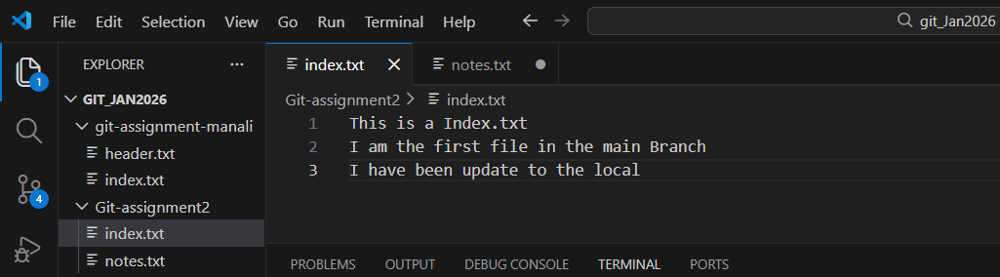 File Edit Selection View Go Run Terminal Help git_Jan2026
EXPLORER ... index.txt notes.txt
1
GIT_JAN2026
Git-assignment2 > index.txt
git-assignment-manali
1 This is a Index.txt
header.txt
2 I am the first file in the main Branch
index.txt
3 I have been update to the local
4
Git-assignment2
index.txt
notes.txt
PROBLEMS OUTPUT DEBUG CONSOLE TERMINAL PORTS